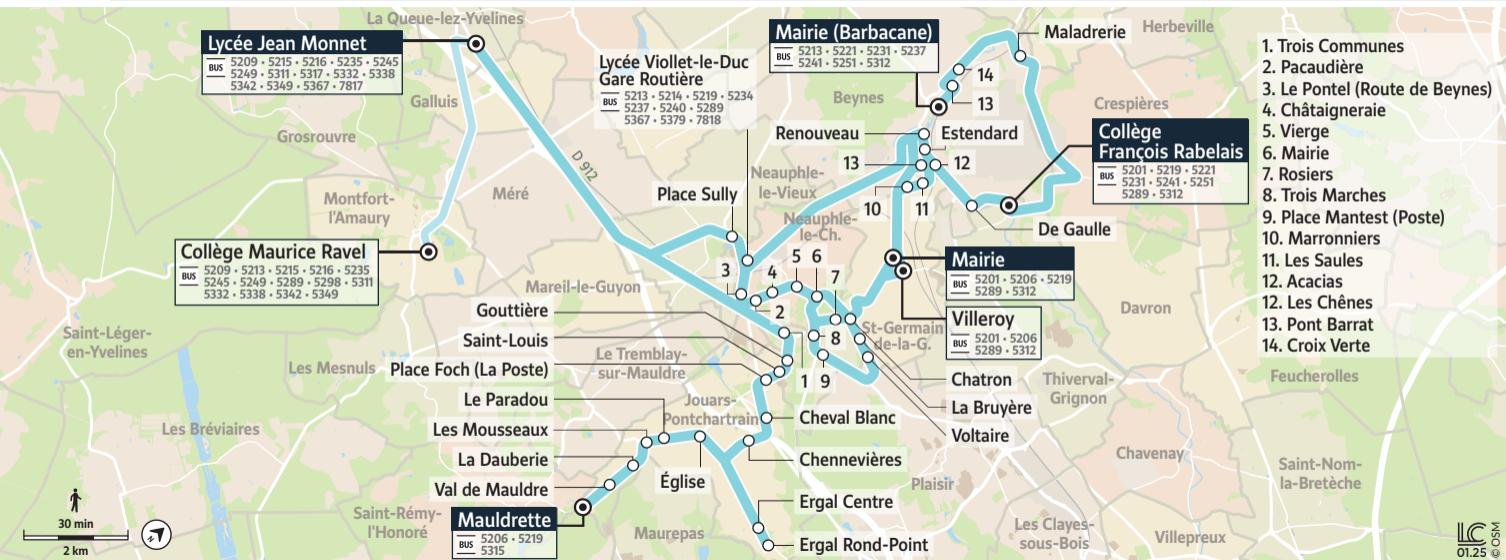 La Queue-lez-Yvelines
Lycée Jean Monnet
BUS
5209 • 5215 • 5216 • 5235 • 5245
5249 • 5311 • 5317 • 5332 • 5338
5342 • 5349 • 5367 • 7817
Lycée Viollet-le-Duc
Gare Routière
BUS
5213 • 5214 • 5219 • 5234
5237 • 5240 • 5289
5367 • 5379 • 7818
Mairie (Barbacane)
BUS
5213 • 5221 • 5231 • 5237
5241 • 5251 • 5312
Maladrerie
Herbeville
14
13
Beynes
Crespières
Galluis
Grosrouvre
D 912
Renouveau
Estendard
13
12
10
11
Collège
François Rabelais
BUS
5201 • 5219 • 5221
5231 • 5241 • 5251
5289 • 5312
De Gaulle
Montfort-
l'Amaury
Méré
Place Sully
Neauphle-
le-Vieux
Neauphle-
le-Ch.
Collège Maurice Ravel
BUS
5209 • 5213 • 5215 • 5216 • 5235
5245 • 5249 • 5289 • 5298 • 5311
5332 • 5338 • 5342 • 5349
Mareil-le-Guyon
3
4
5
6
7
2
8
1
9
Mairie
BUS
5201 • 5206 • 5219
5289 • 5312
Villeroy
BUS
5201 • 5206
5289 • 5312
Davron
St-Germain
de-la-G.
Saint-Léger-
en-Yvelines
Les Mesnuls
Le Tremblay-
sur-Mauldre
Gouttière
Saint-Louis
Place Foch (La Poste)
Le Paradou
Les Mousseaux
La Dauberie
Val de Mauldre
Mauldrette
BUS
5206 • 5219
5315
Jouars-
Pontchartrain
Chatron
La Bruyère
Voltaire
Thiverval-
Grignon
Feucherolles
Cheval Blanc
Chennevières
Église
Ergal Centre
Ergal Rond-Point
Les Bréviaires
Saint-Rémy-
l'Honoré
Maurepas
Plaisir
Chavenay
Saint-Nom-
la-Bretèche
Les Clayes-
sous-Bois
Villepreux
1. Trois Communes
2. Pacaudière
3. Le Pontel (Route de Beynes)
4. Châtaigneraie
5. Vierge
6. Mairie
7. Rosiers
8. Trois Marches
9. Place Mantest (Poste)
10. Marronniers
11. Les Saules
12. Acacias
12. Les Chênes
13. Pont Barrat
14. Croix Verte
30 min
2 km
LC
01.25
© OSM